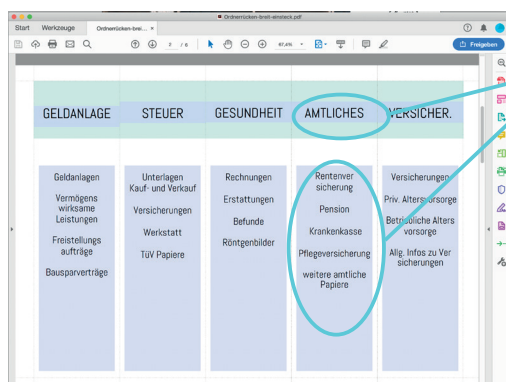 Ordnerrücken-breit-einsteck.pdf
Start Werkzeuge Ordnerrücken-brei... ×
2 / 6 67,4% Freigeben
GELDANLAGE STEUER GESUNDHEIT AMTLICHES VERSICHER.
Geldanlagen
Vermögens
wirksame
Leistungen
Freistellungs
aufträge
Bausparverträge
Unterlagen
Kauf- und Verkauf
Versicherungen
Werkstatt
TüV Papiere
Rechnungen
Erstattungen
Befunde
Röntgenbilder
Rentenver
sicherung
Pension
Krankenkasse
Pflegeversicherung
weitere amtliche
Papiere
Versicherungen
Priv. Altersvorsorge
Betriebliche Alters
vorsorge
Allg. Infos zu Ver
sicherungen